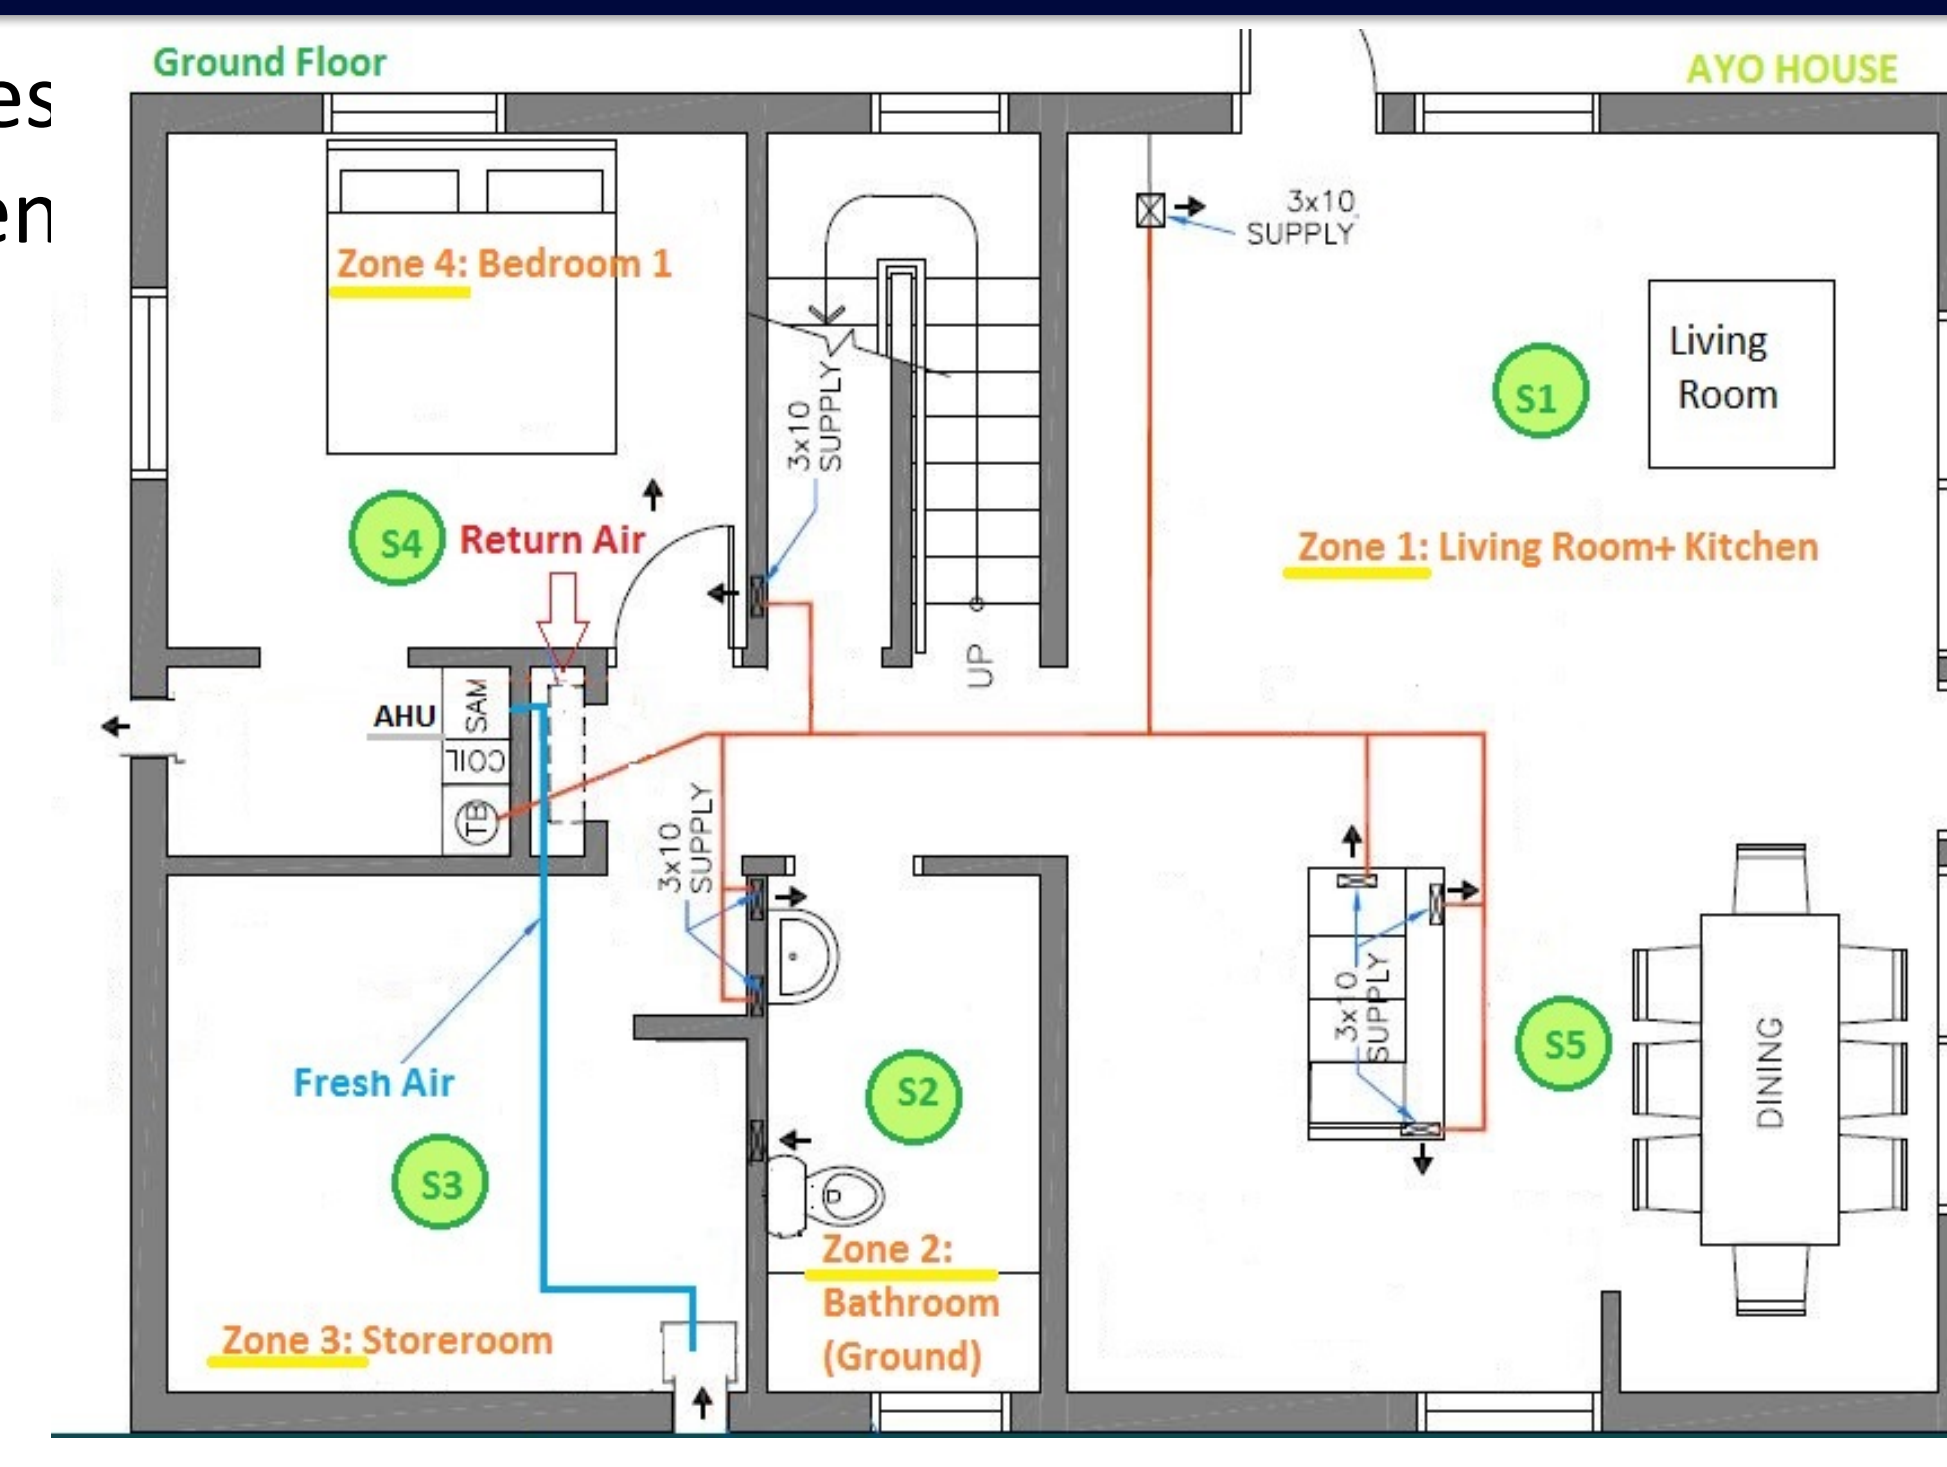 Ground Floor
AYO HOUSE
es
en
3x10
SUPPLY
Zone 4: Bedroom 1
Living
Room
S1
3x10
SUPPLY
S4
Return Air
Zone 1: Living Room+ Kitchen
UP
AHU
SAM
COIL
TB
3x10
SUPPLY
3x10
SUPPLY
S5
DINING
Fresh Air
S2
S3
Zone 2:
Bathroom
(Ground)
Zone 3: Storeroom